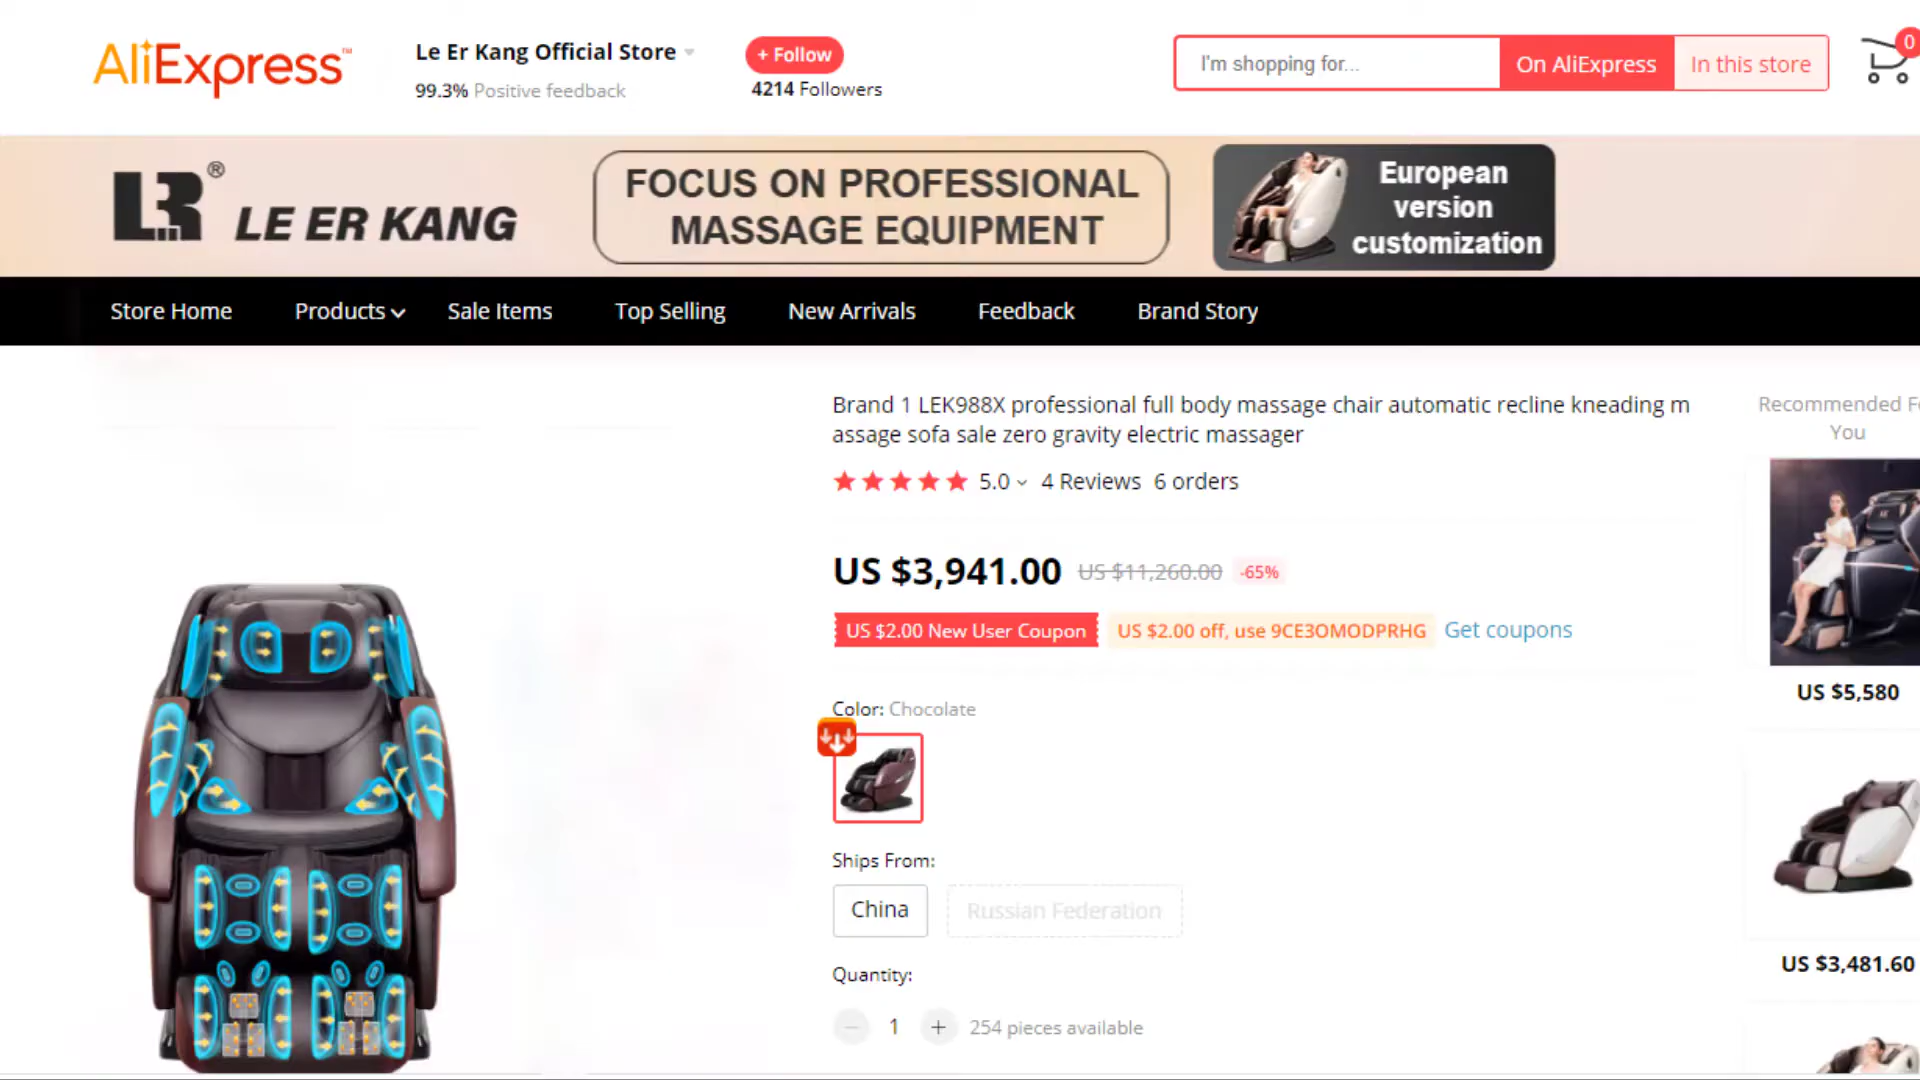 AliExpress™
Le Er Kang Official Store
+ Follow
99.3% Positive feedback
4214 Followers
I'm shopping for...
On AliExpress
In this store
0
LR®
LE ER KANG
FOCUS ON PROFESSIONAL
MASSAGE EQUIPMENT
European
version
customization
Store Home
Products
Sale Items
Top Selling
New Arrivals
Feedback
Brand Story
Brand 1 LEK988X professional full body massage chair automatic recline kneading m
assage sofa sale zero gravity electric massager
5.0
4 Reviews
6 orders
US $3,941.00
US $11,260.00
-65%
US $2.00 New User Coupon
US $2.00 off, use 9CE3OMODPRHG
Get coupons
Color: Chocolate
Ships From:
China
Russian Federation
Quantity:
1
254 pieces available
Recommended F
You
US $5,580
US $3,481.60